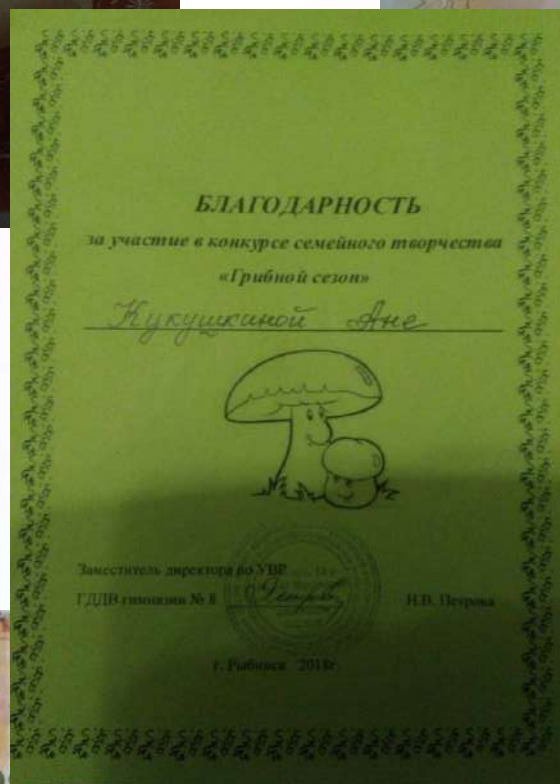 БЛАГОДАРНОСТЬ
за участие в конкурсе семейного творчества
«Грибной сезон»
Кукушкиной Ане
Заместитель директора по УВР
ГДДВ гимназии № 8 Н.В. Петрова
г. Рыбинск 2018г.